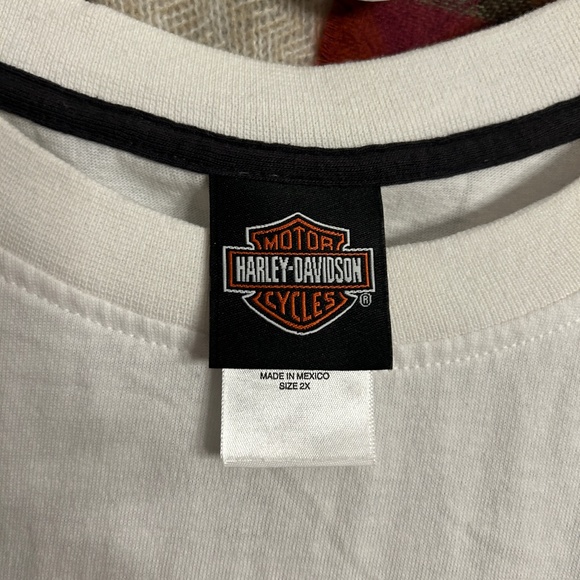 MOTOR
HARLEY-DAVIDSON
CYCLES ®
MADE IN MEXICO
SIZE 2X